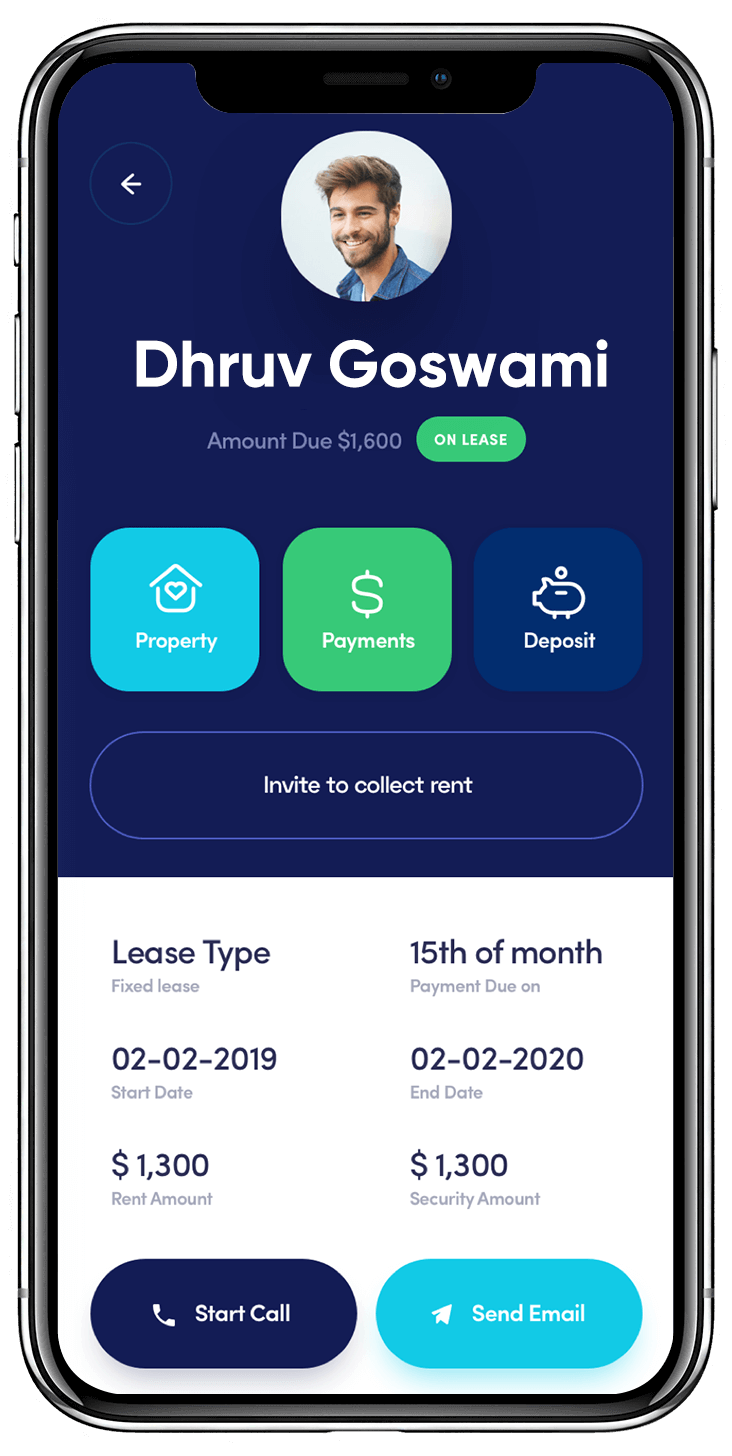 Dhruv Goswami
Amount Due $1,600 ON LEASE
Property Payments Deposit
Invite to collect rent
Lease Type 15th of month
Fixed lease Payment Due on
02-02-2019 02-02-2020
Start Date End Date
$ 1,300 $ 1,300
Rent Amount Security Amount
Start Call Send Email